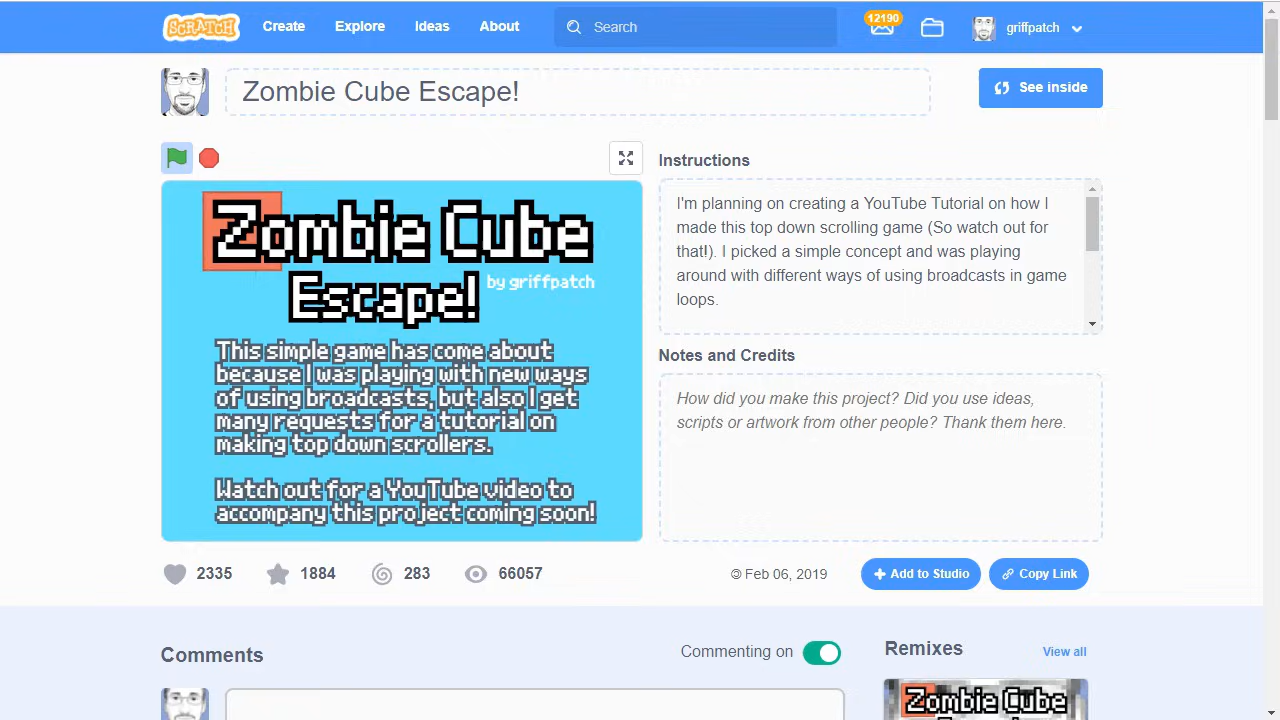 SCRATCH Create Explore Ideas About Search 12190 griffpatch
Zombie Cube Escape!
See inside
Instructions
I'm planning on creating a YouTube Tutorial on how I
made this top down scrolling game (So watch out for
that!). I picked a simple concept and was playing
around with different ways of using broadcasts in game
loops.
Zombie Cube
Escape!
by griffpatch
This simple game has come about
because I was playing with new ways
of using broadcasts, but also I get
many requests for a tutorial on
making top down scrollers.
Watch out for a YouTube video to
accompany this project coming soon!
Notes and Credits
How did you make this project? Did you use ideas,
scripts or artwork from other people? Thank them here.
2335 1884 283 66057
© Feb 06, 2019
Add to Studio
Copy Link
Comments
Commenting on
Remixes
View all
Zombie Cube